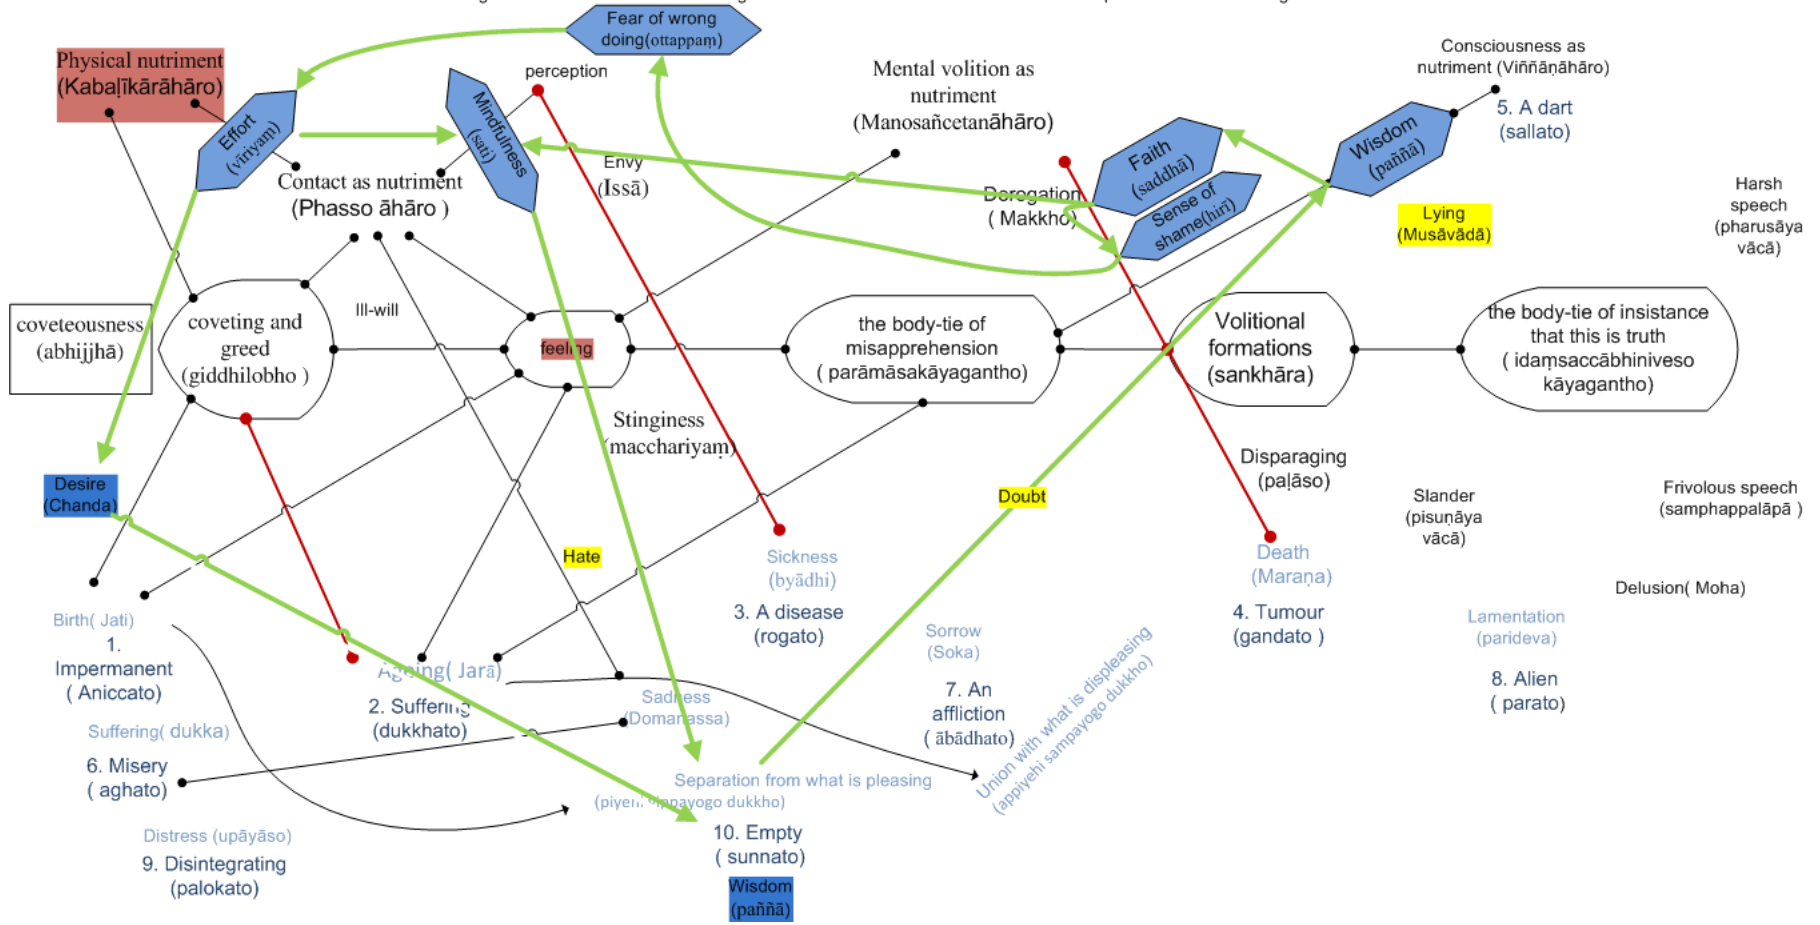 Fear of wrong
doing(ottappaṃ)
Physical nutriment
(Kabaḷīkārāhāro)
perception
Mental volition as
nutriment
(Manosañcetanāhāro)
Consciousness as
nutriment (Viññāṇāhāro)
5. A dart
(sallato)
Effort
(vīriyaṃ)
Mindfulness
(sati)
Faith
(saddhā)
Wisdom
(paññā)
Sense of
shame(hirī)
Contact as nutriment
(Phasso āhāro )
Envy
(Issā)
Derogation
( Makkho)
Lying
(Musāvādā)
Harsh
speech
(pharusāya
vācā)
coveteousness
(abhijjhā)
coveting and
greed
(giddhilobho )
Ill-will
feeling
the body-tie of
misapprehension
( parāmāsakāyagantho)
Volitional
formations
(sankhāra)
the body-tie of insistance
that this is truth
( idaṃsaccābhiniveso
kāyagantho)
Stinginess
(macchariyaṃ)
Disparaging
(paḷāso)
Desire
(Chanda)
Doubt
Slander
(pisuṇāya
vācā)
Frivolous speech
(samphappalāpā )
Hate
Sickness
(byādhi)
3. A disease
(rogato)
Death
(Maraṇa)
4. Tumour
(gandato )
Delusion( Moha)
Birth( Jati)
1.
Impermanent
( Aniccato)
Ageing( Jarā)
2. Suffering
(dukkhato)
Sadness
(Domanassa)
Sorrow
(Soka)
7. An
affliction
( ābādhato)
Union with what is displeasing
(appiyehi sampayogo dukkho)
Lamentation
(parideva)
8. Alien
( parato)
Suffering( dukka)
6. Misery
( aghato)
Separation from what is pleasing
dukkho)
Distress (upāyāso)
9. Disintegrating
(palokato)
10. Empty
( sunnato)
Wisdom
(paññā)